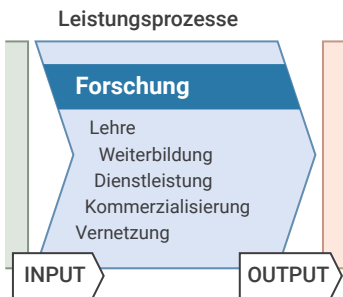 Leistungsprozesse
Forschung
Lehre
Weiterbildung
Dienstleistung
Kommerzialisierung
Vernetzung
INPUT
OUTPUT